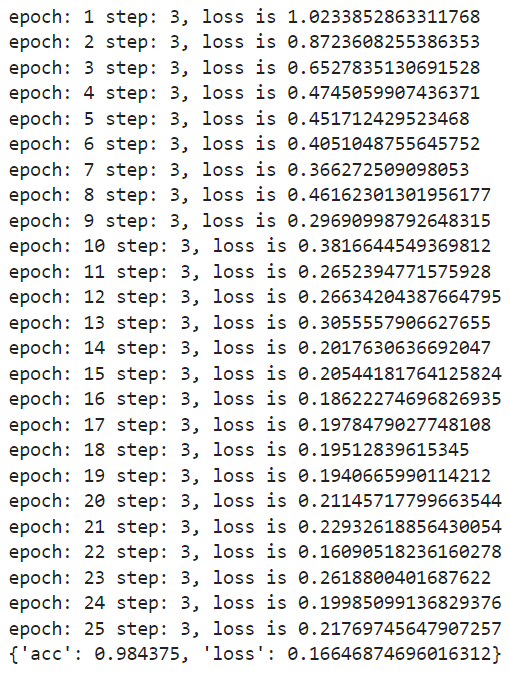 epoch: 1 step: 3, loss is 1.0233852863311768
epoch: 2 step: 3, loss is 0.8723608255386353
epoch: 3 step: 3, loss is 0.6527835130691528
epoch: 4 step: 3, loss is 0.4745059907436371
epoch: 5 step: 3, loss is 0.451712429523468
epoch: 6 step: 3, loss is 0.4051048755645752
epoch: 7 step: 3, loss is 0.366272509098053
epoch: 8 step: 3, loss is 0.46162301301956177
epoch: 9 step: 3, loss is 0.29690998792648315
epoch: 10 step: 3, loss is 0.3816644549369812
epoch: 11 step: 3, loss is 0.2652394771575928
epoch: 12 step: 3, loss is 0.26634204387664795
epoch: 13 step: 3, loss is 0.3055557906627655
epoch: 14 step: 3, loss is 0.2017630636692047
epoch: 15 step: 3, loss is 0.20544181764125824
epoch: 16 step: 3, loss is 0.18622274696826935
epoch: 17 step: 3, loss is 0.1978479027748108
epoch: 18 step: 3, loss is 0.19512839615345
epoch: 19 step: 3, loss is 0.1940665990114212
epoch: 20 step: 3, loss is 0.21145717799663544
epoch: 21 step: 3, loss is 0.22932618856430054
epoch: 22 step: 3, loss is 0.16090518236160278
epoch: 23 step: 3, loss is 0.2618800401687622
epoch: 24 step: 3, loss is 0.19985099136829376
epoch: 25 step: 3, loss is 0.21769745647907257
{'acc': 0.984375, 'loss': 0.16646874696016312}